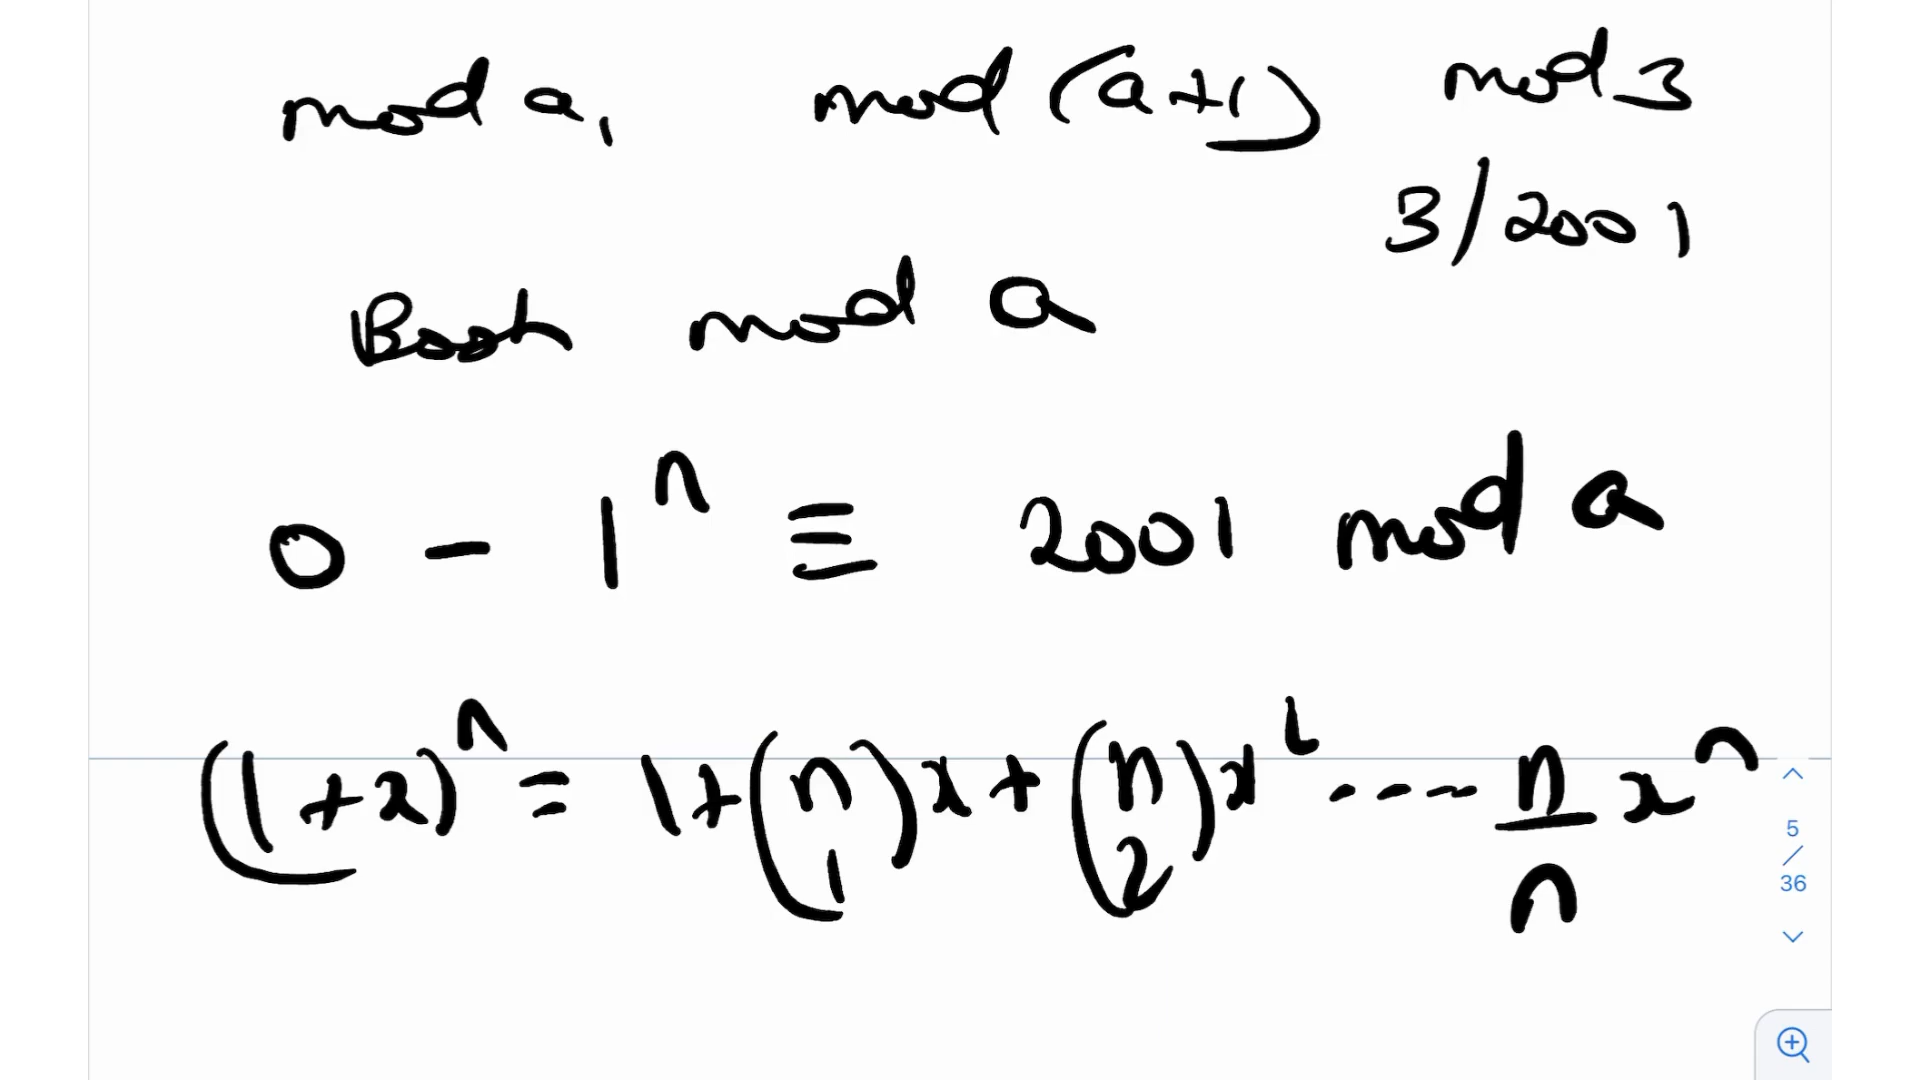 mod a, mod (a+1) mod 3
3/2001
mod a
0 - 1^n ≡ 2001 mod a
(1+x)^n = 1+(n 1)x+(n 2)x^2 ---- n/n x^n
5
/
36